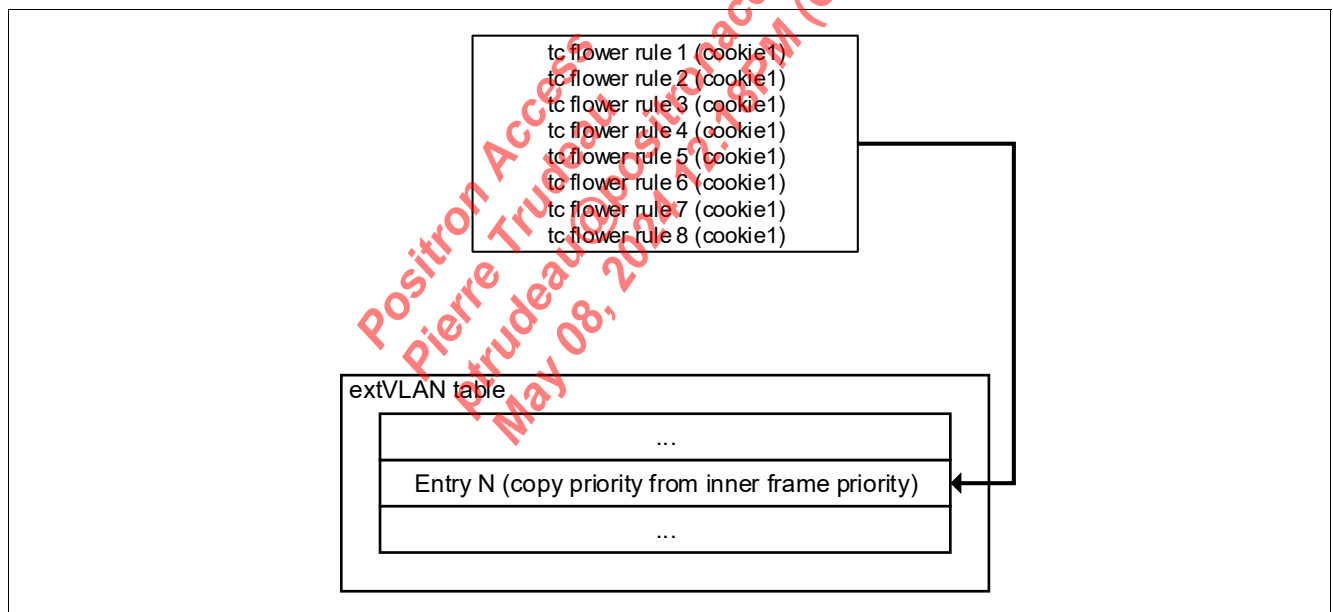 tc flower rule 1 (cookie1)
tc flower rule 2 (cookie1)
tc flower rule 3 (cookie1)
tc flower rule 4 (cookie1)
tc flower rule 5 (cookie1)
tc flower rule 6 (cookie1)
tc flower rule 7 (cookie1)
tc flower rule 8 (cookie1)
Positron Access
Pierre Trudeau
May 08, 2024 12:18PM (
extVLAN table
...
Entry N (copy priority from inner frame priority)
...